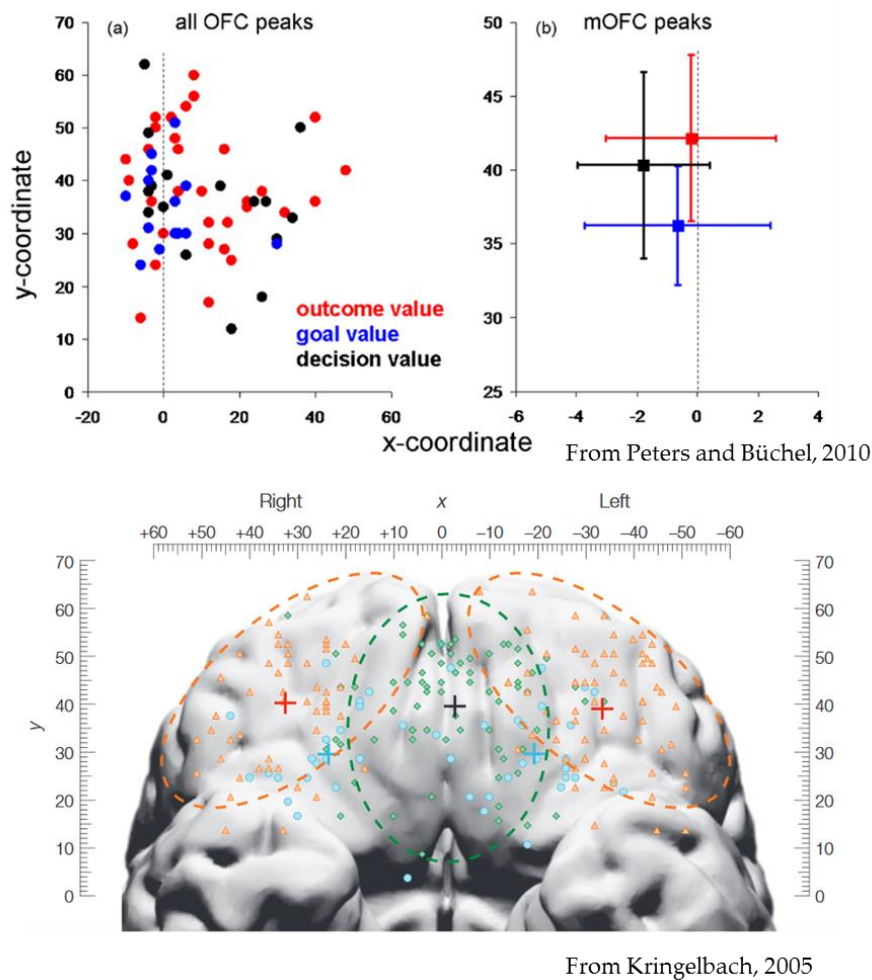 (a) all OFC peaks
70
60
50
40
30
20
10
0
-20 0 20 40 60
y-coordinate
outcome value
goal value
decision value
(b) mOFC peaks
50
45
40
35
30
25
-6 -4 -2 0 2 4
x-coordinate
From Peters and Büchel, 2010
Right x Left
+60 +50 +40 +30 +20 +10 0 –10 –20 –30 –40 –50 –60
70 70
60 60
50 50
40 40
y
30 30
20 20
10 10
0 0
From Kringelbach, 2005